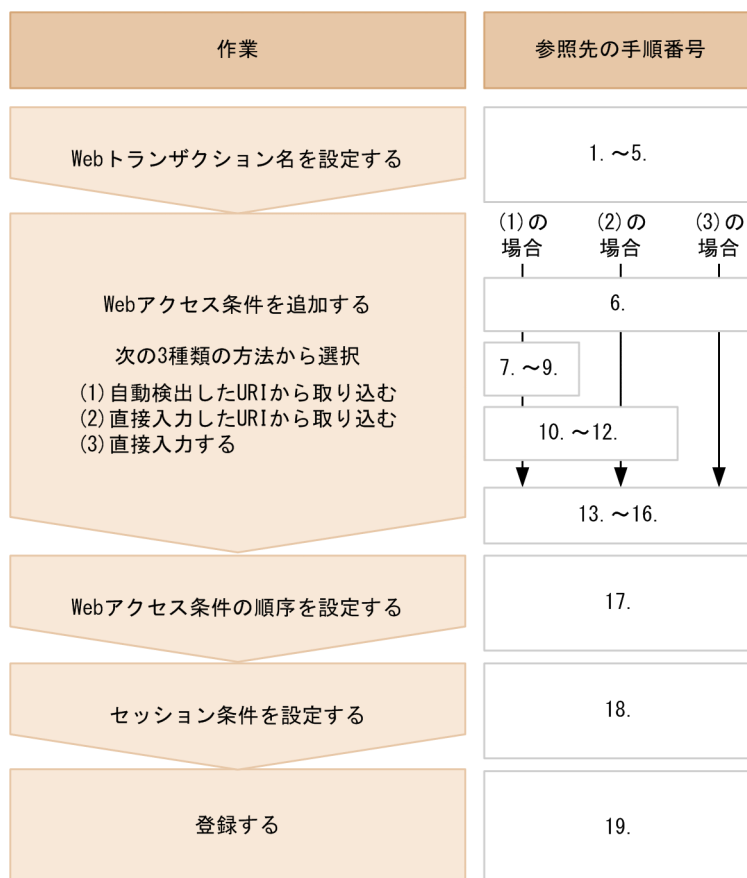 作業
参照先の手順番号
Webトランザクション名を設定する
1.～5.
Webアクセス条件を追加する
次の3種類の方法から選択
(1)自動検出したURIから取り込む
(2)直接入力したURIから取り込む
(3)直接入力する
(1)の
場合
(2)の
場合
(3)の
場合
6.
7.～9.
10.～12.
13.～16.
Webアクセス条件の順序を設定する
17.
セッション条件を設定する
18.
登録する
19.